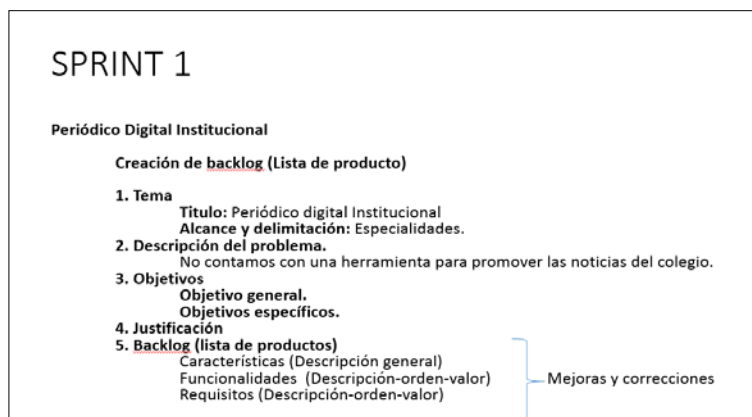 SPRINT 1
Periódico Digital Institucional
Creación de backlog (Lista de producto)
1. Tema
Titulo: Periódico digital Institucional
Alcance y delimitación: Especialidades.
2. Descripción del problema.
No contamos con una herramienta para promover las noticias del colegio.
3. Objetivos
Objetivo general.
Objetivos específicos.
4. Justificación
5. Backlog (lista de productos)
Características (Descripción general)
Funcionalidades (Descripción-orden-valor)
Requisitos (Descripción-orden-valor)
Mejoras y correcciones